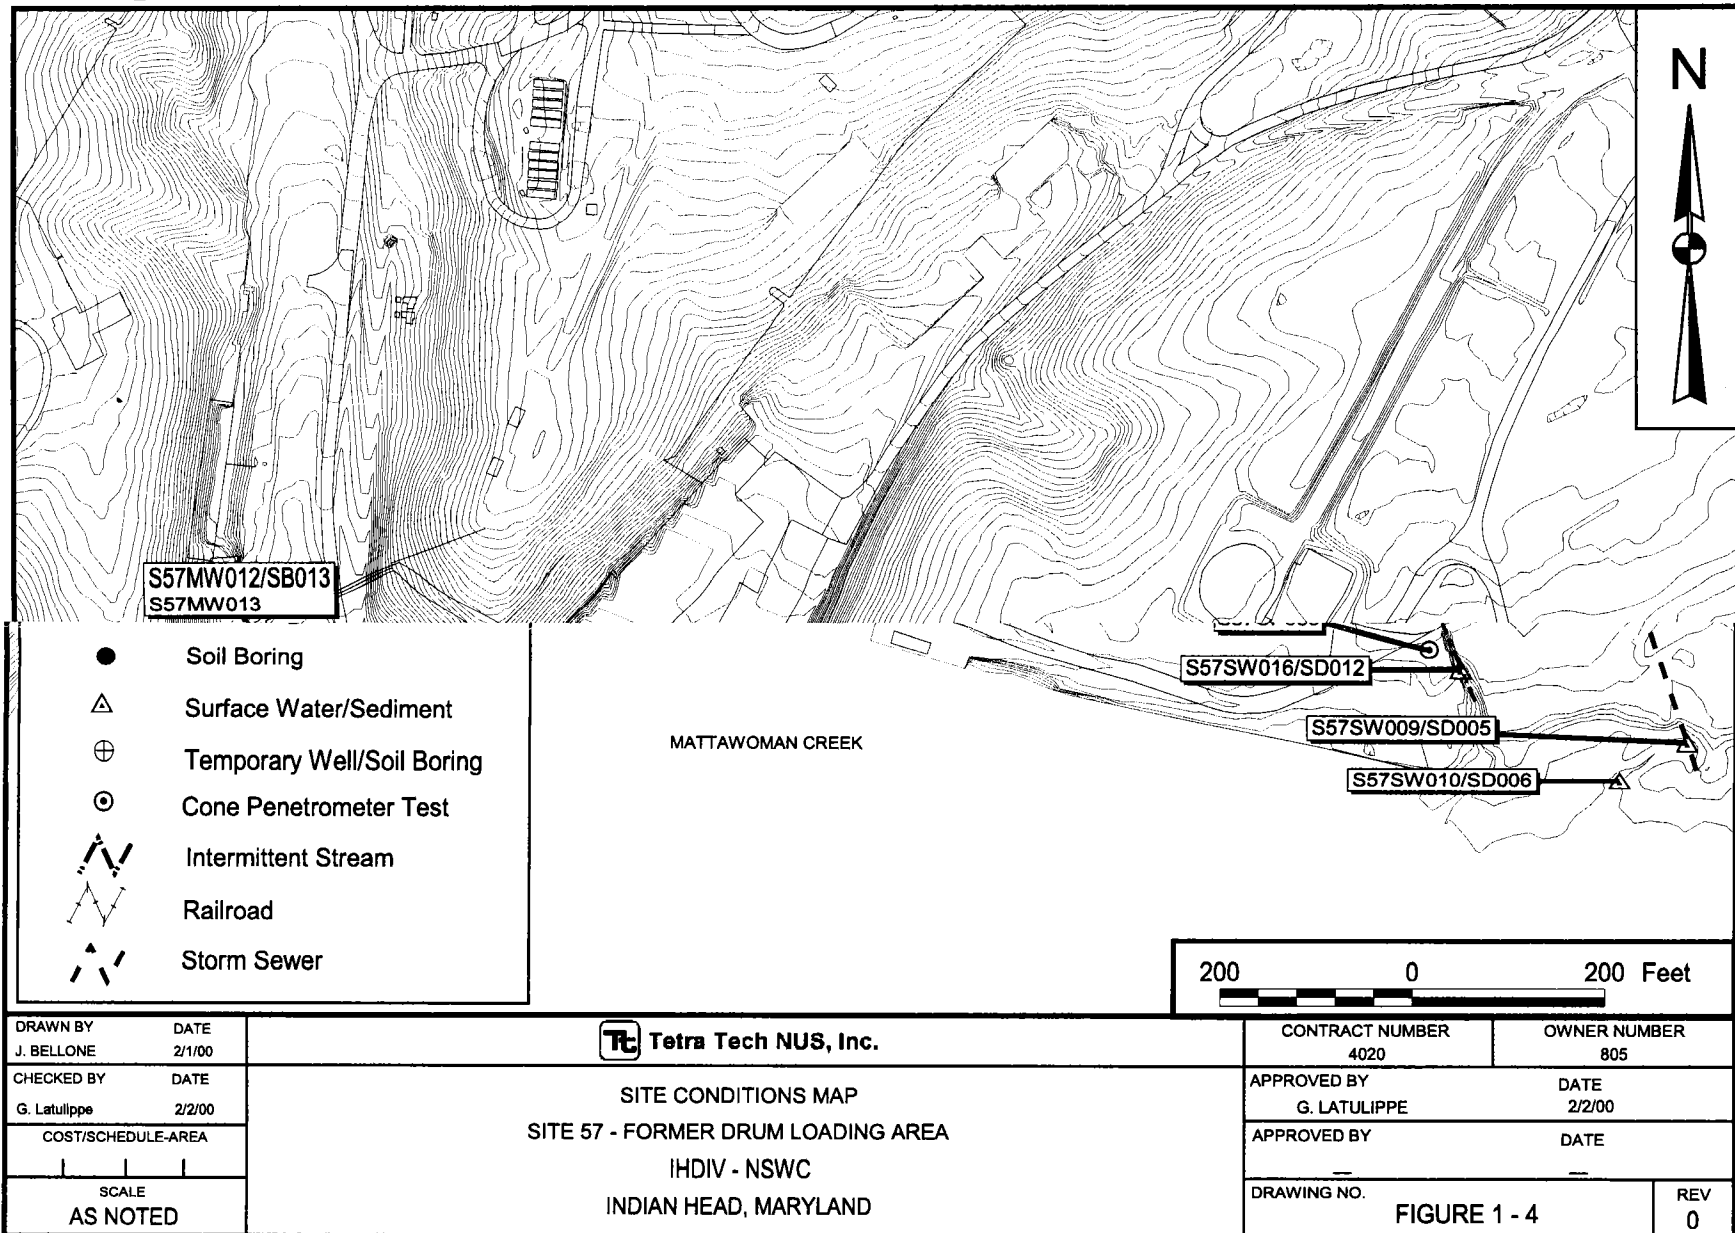 N
S57MW012/SB013
S57MW013
Soil Boring
Surface Water/Sediment
Temporary Well/Soil Boring
Cone Penetrometer Test
Intermittent Stream
Railroad
Storm Sewer
MATTAWOMAN CREEK
S57SW016/SD012
S57SW009/SD005
S57SW010/SD006
200 0 200 Feet
DRAWN BY DATE
J. BELLONE 2/1/00
CHECKED BY DATE
G. Latulippe 2/2/00
COST/SCHEDULE-AREA
SCALE
AS NOTED
Tt Tetra Tech NUS, Inc.
SITE CONDITIONS MAP
SITE 57 - FORMER DRUM LOADING AREA
IHDIV - NSWC
INDIAN HEAD, MARYLAND
CONTRACT NUMBER
4020
OWNER NUMBER
805
APPROVED BY DATE
G. LATULIPPE 2/2/00
APPROVED BY DATE
— —
DRAWING NO.
FIGURE 1 - 4
REV
0